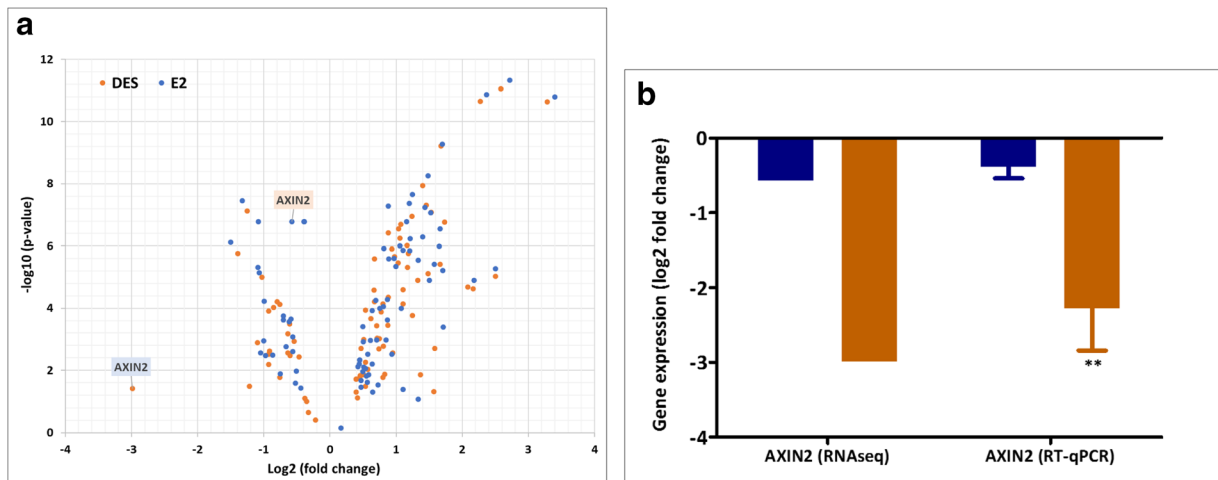 a
12
10
8
6
4
2
0
-log10 (p-value)
DES E2
AXIN2
AXIN2
-4 -3 -2 -1 0 1 2 3 4
Log2 (fold change)
b
0
-1
-2
-3
-4
Gene expression (log2 fold change)
**
AXIN2 (RNAseq) AXIN2 (RT-qPCR)